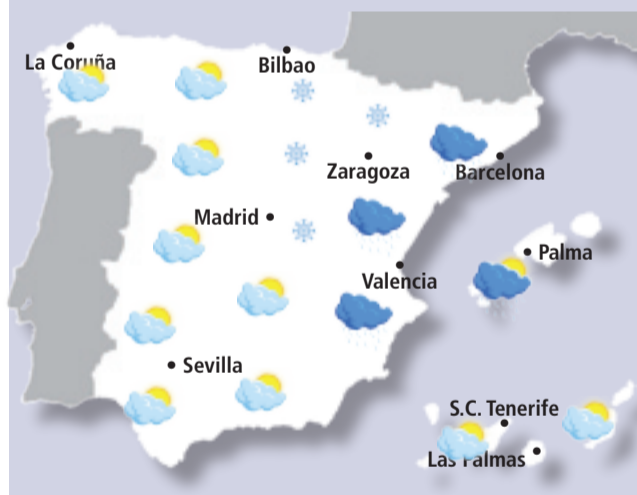 La Coruña
Bilbao
Zaragoza
Barcelona
Madrid
Palma
Valencia
Sevilla
S.C. Tenerife
Las Palmas